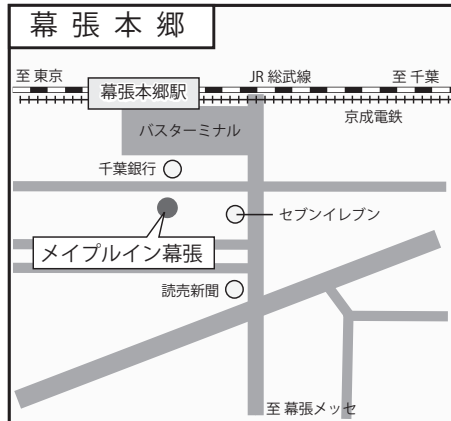 幕張本郷
至 東京
JR 総武線
至 千葉
幕張本郷駅
京成電鉄
バスターミナル
千葉銀行
セブンイレブン
メイプルイン幕張
読売新聞
至 幕張メッセ